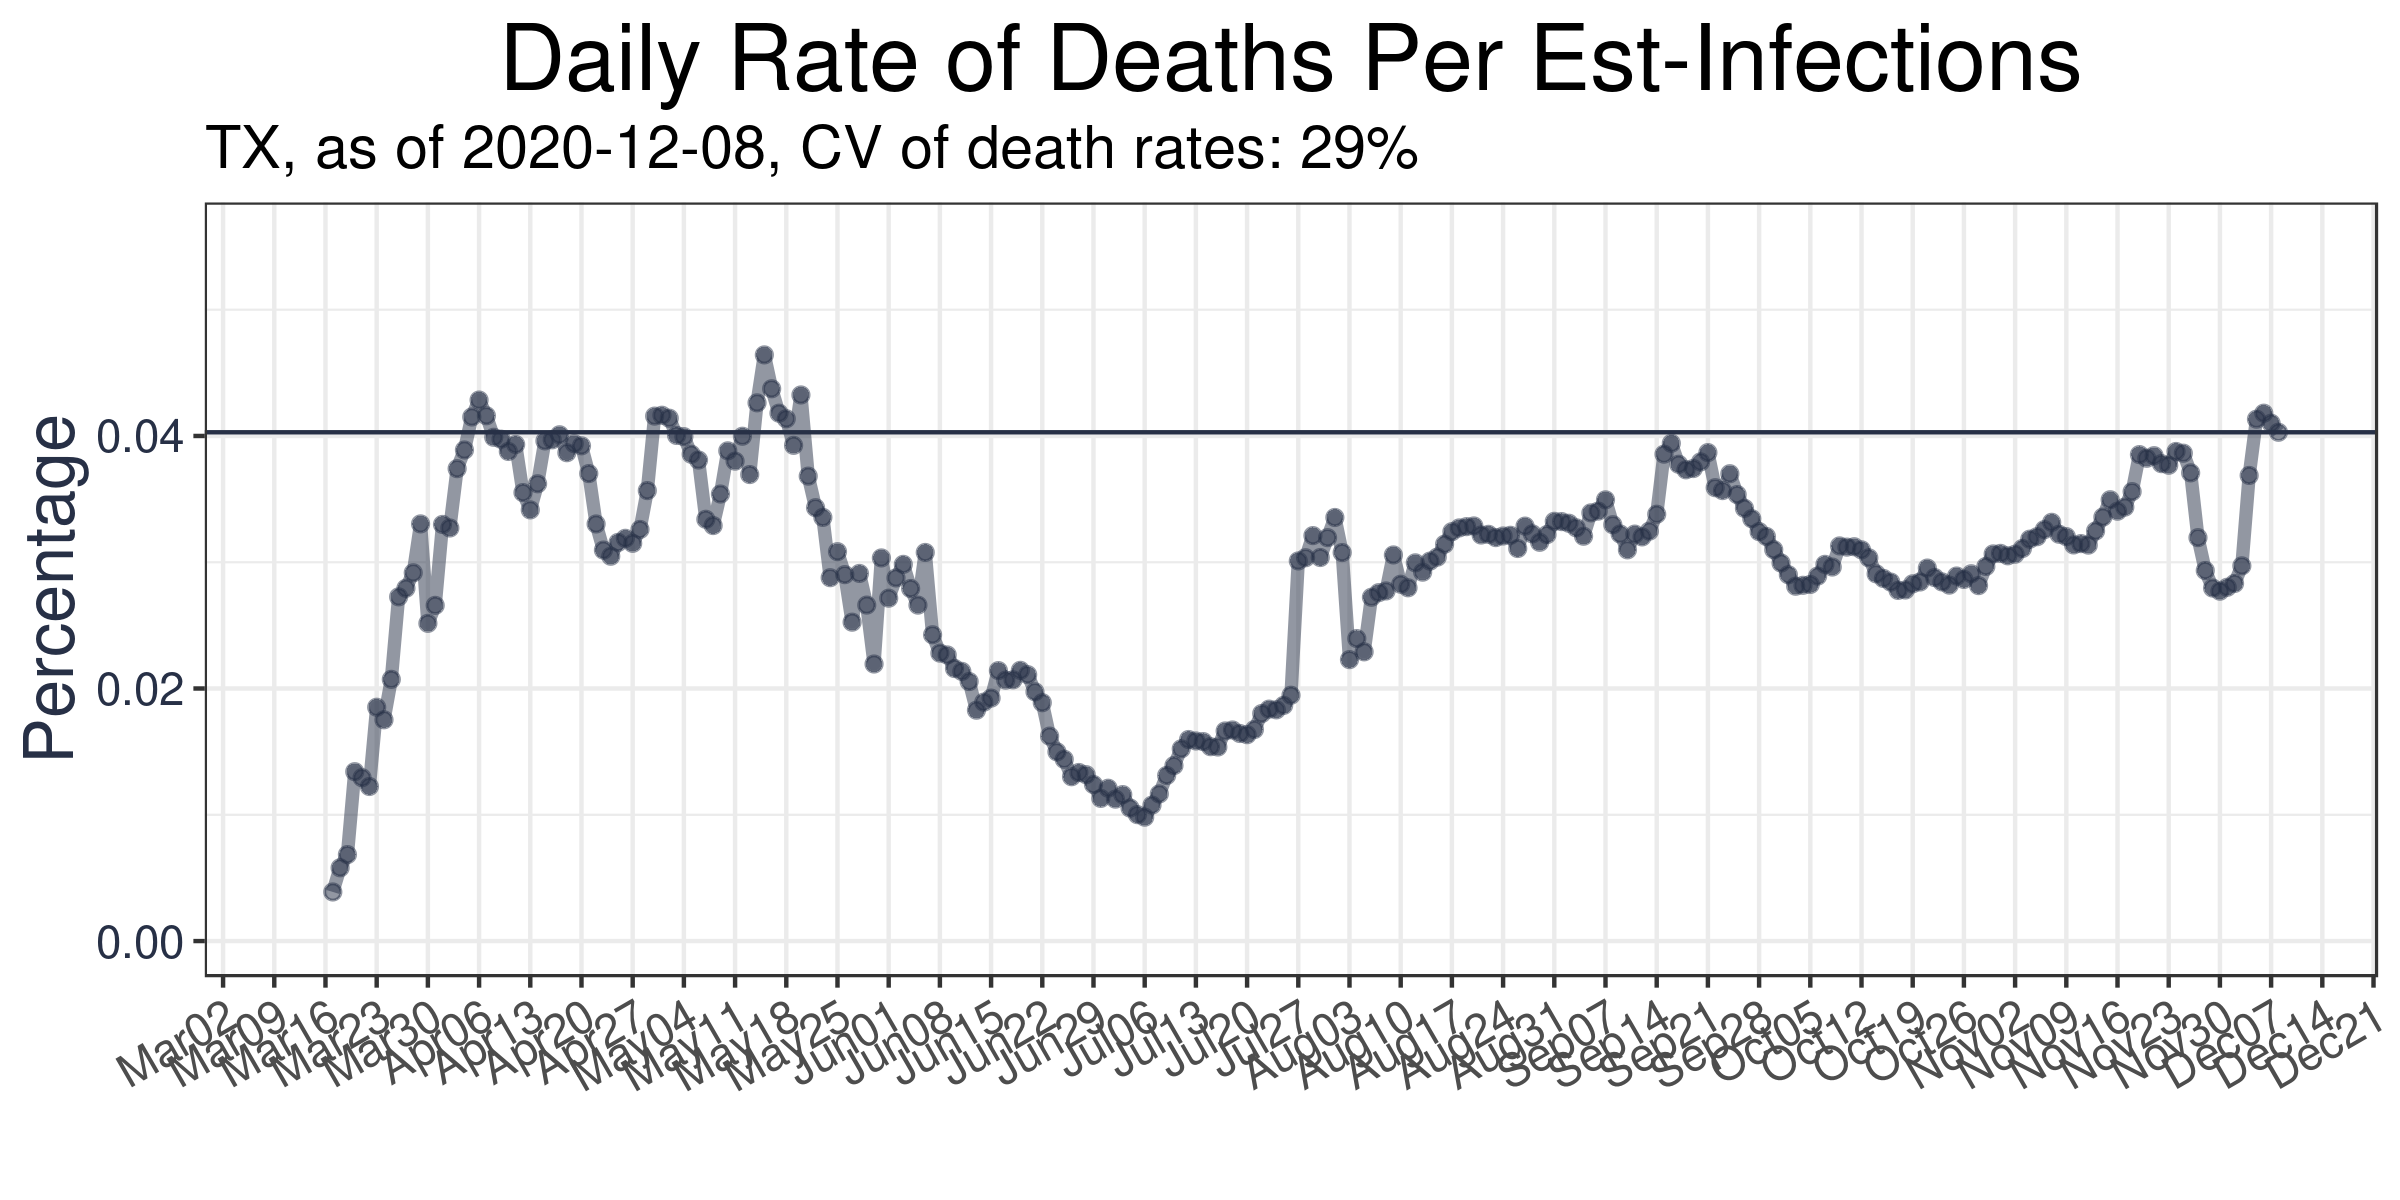 Daily Rate of Deaths Per Est-Infections
TX, as of 2020-12-08, CV of death rates: 29%
Percentage
0.04
0.02
0.00
Mar02
Mar09
Mar16
Mar23
Mar30
Apr06
Apr13
Apr20
Apr27
May04
May11
May18
May25
Jun01
Jun08
Jun15
Jun22
Jun29
Jul06
Jul13
Jul20
Jul27
Aug03
Aug10
Aug17
Aug24
Aug31
Sep07
Sep14
Sep21
Sep28
Oct05
Oct12
Oct19
Oct26
Nov02
Nov09
Nov16
Nov23
Nov30
Dec07
Dec14
Dec21